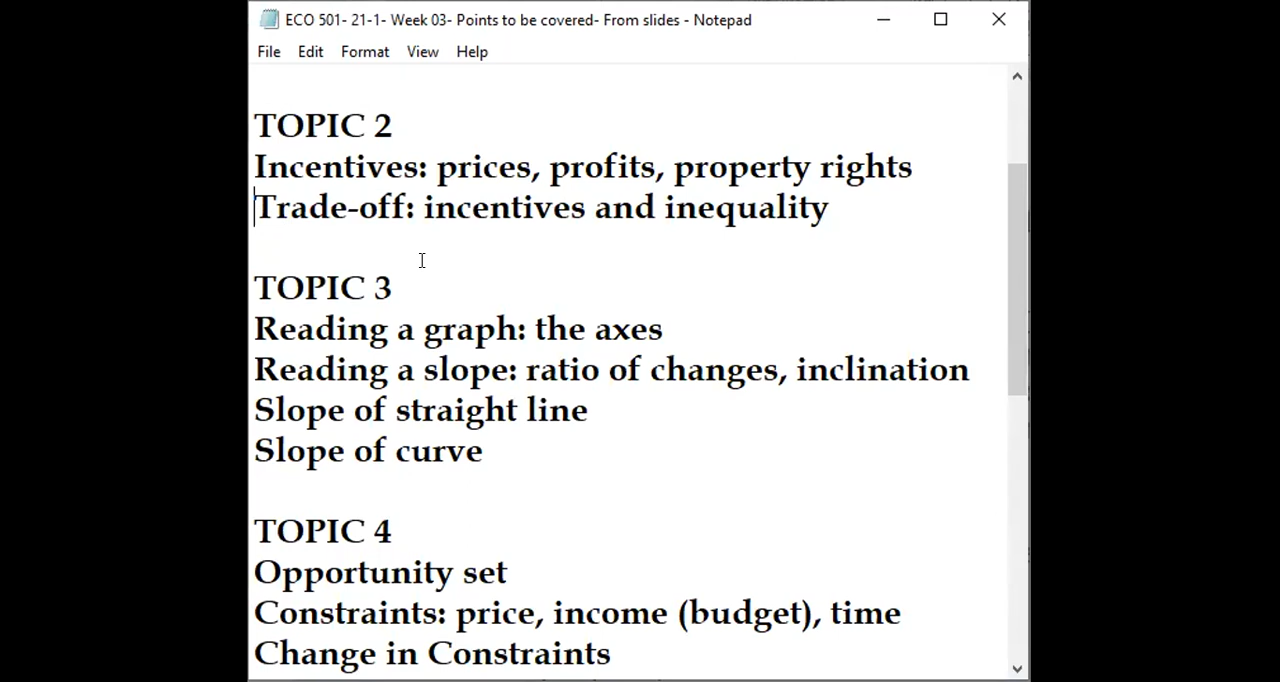 ECO 501- 21-1- Week 03- Points to be covered- From slides - Notepad
File Edit Format View Help
TOPIC 2
Incentives: prices, profits, property rights
Trade-off: incentives and inequality
TOPIC 3
Reading a graph: the axes
Reading a slope: ratio of changes, inclination
Slope of straight line
Slope of curve
TOPIC 4
Opportunity set
Constraints: price, income (budget), time
Change in Constraints